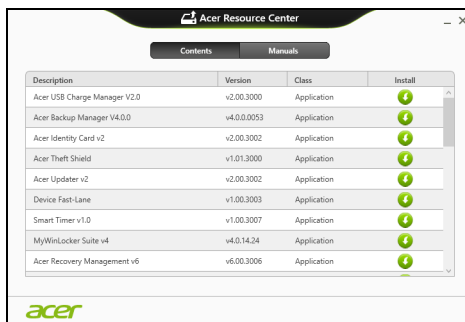 Acer Resource Center
Contents Manuals
Description Version Class Install
Acer USB Charge Manager V2.0 v2.00.3000 Application
Acer Backup Manager V4.0.0 v4.0.0.0053 Application
Acer Identity Card v2 v2.00.3002 Application
Acer Theft Shield v1.01.3000 Application
Acer Updater v2 v2.00.3002 Application
Device Fast-Lane v1.00.3003 Application
Smart Timer v1.0 v1.00.3007 Application
MyWinLocker Suite v4 v4.0.14.24 Application
Acer Recovery Management v6 v6.00.3006 Application
acer